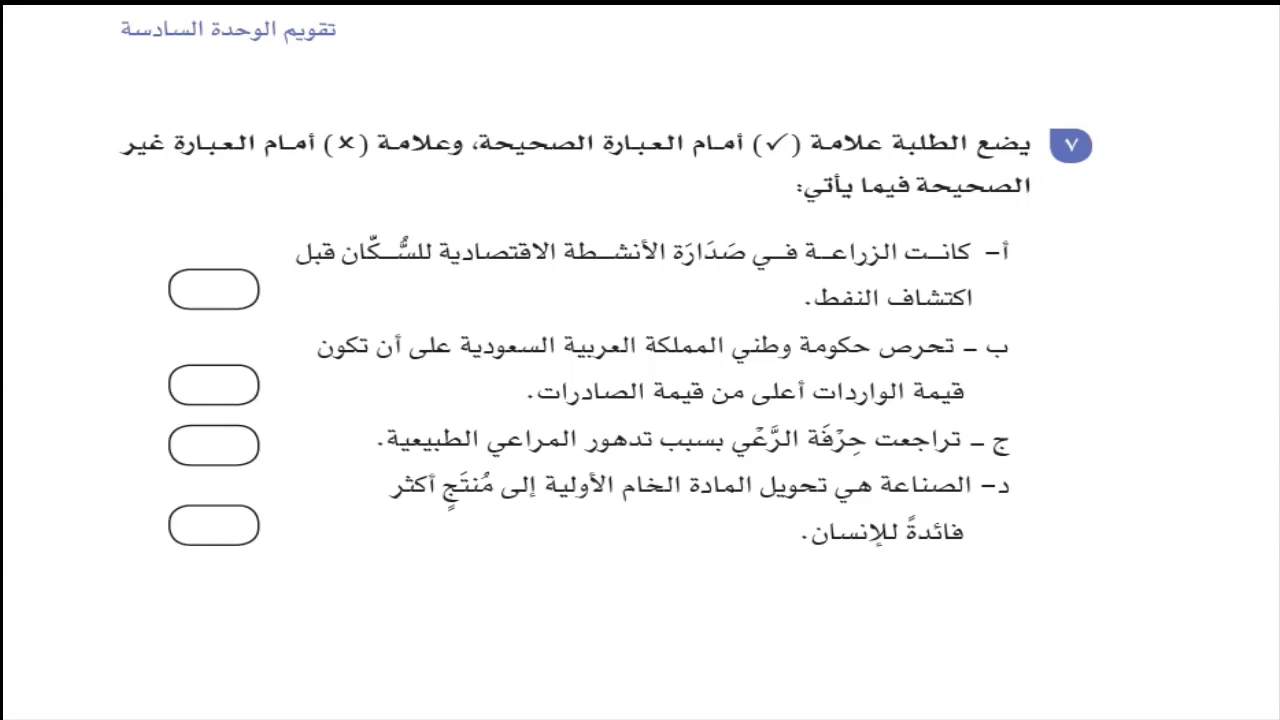 تقويم الوحدة السادسة
٧ يضع الطلبة علامة (✓) أمام العبارة الصحيحة، وعلامة (×) أمام العبارة غير
الصحيحة فيما يأتي:
أ- كانت الزراعة في صَدَارَة الأنشطة الاقتصادية للسُّكّان قبل
اكتشاف النفط.
ب - تحرص حكومة وطني المملكة العربية السعودية على أن تكون
قيمة الواردات أعلى من قيمة الصادرات.
ج - تراجعت حِرْفَة الرَّعْي بسبب تدهور المراعي الطبيعية.
د- الصناعة هي تحويل المادة الخام الأولية إلى مُنتَجٍ أكثر
فائدةً للإنسان.